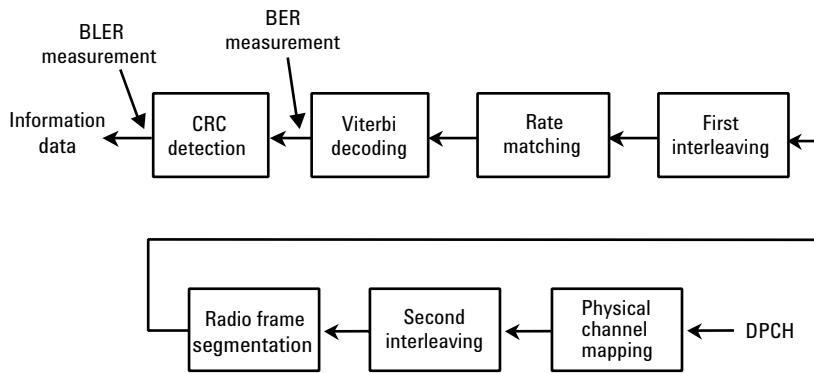 BLER
measurement
BER
measurement
Information
data
CRC
detection
Viterbi
decoding
Rate
matching
First
interleaving
Radio frame
segmentation
Second
interleaving
Physical
channel
mapping
DPCH